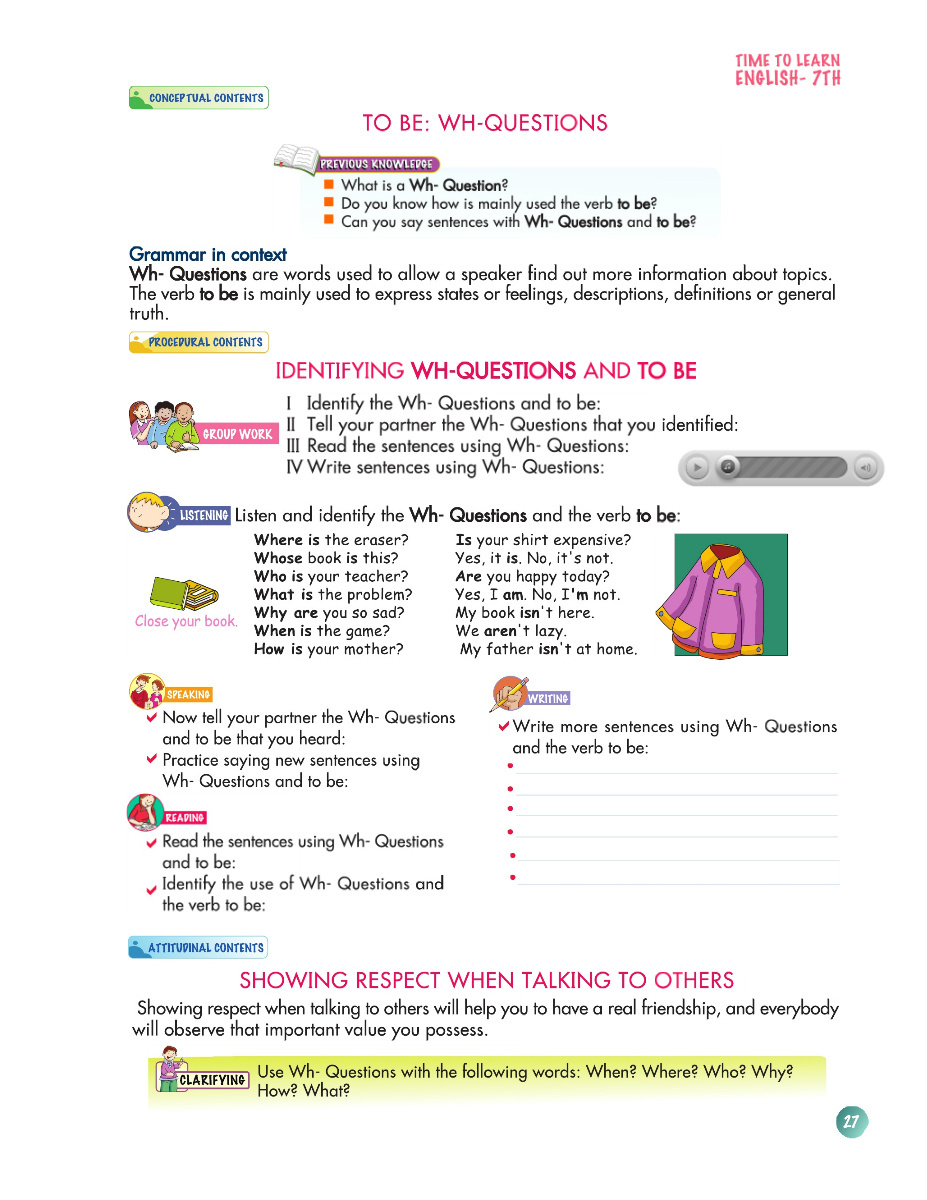 TIME TO LEARN
ENGLISH- 7TH
CONCEPTUAL CONTENTS
TO BE: WH-QUESTIONS
PREVIOUS KNOWLEDGE
What is a Wh- Question?
Do you know how is mainly used the verb to be?
Can you say sentences with Wh- Questions and to be?
Grammar in context
Wh- Questions are words used to allow a speaker find out more information about topics.
The verb to be is mainly used to express states or feelings, descriptions, definitions or general
truth.
PROCEDURAL CONTENTS
IDENTIFYING WH-QUESTIONS AND TO BE
GROUP WORK
I Identify the Wh- Questions and to be:
II Tell your partner the Wh- Questions that you identified:
III Read the sentences using Wh- Questions:
IV Write sentences using Wh- Questions:
LISTENING Listen and identify the Wh- Questions and the verb to be:
Close your book.
Where is the eraser?
Whose book is this?
Who is your teacher?
What is the problem?
Why are you so sad?
When is the game?
How is your mother?
Is your shirt expensive?
Yes, it is. No, it's not.
Are you happy today?
Yes, I am. No, I'm not.
My book isn't here.
We aren't lazy.
My father isn't at home.
SPEAKING
Now tell your partner the Wh- Questions
and to be that you heard:
Practice saying new sentences using
Wh- Questions and to be:
READING
Read the sentences using Wh- Questions
and to be:
Identify the use of Wh- Questions and
the verb to be:
WRITING
Write more sentences using Wh- Questions
and the verb to be:
ATTITUDINAL CONTENTS
SHOWING RESPECT WHEN TALKING TO OTHERS
Showing respect when talking to others will help you to have a real friendship, and everybody
will observe that important value you possess.
CLARIFYING
Use Wh- Questions with the following words: When? Where? Who? Why?
How? What?
27